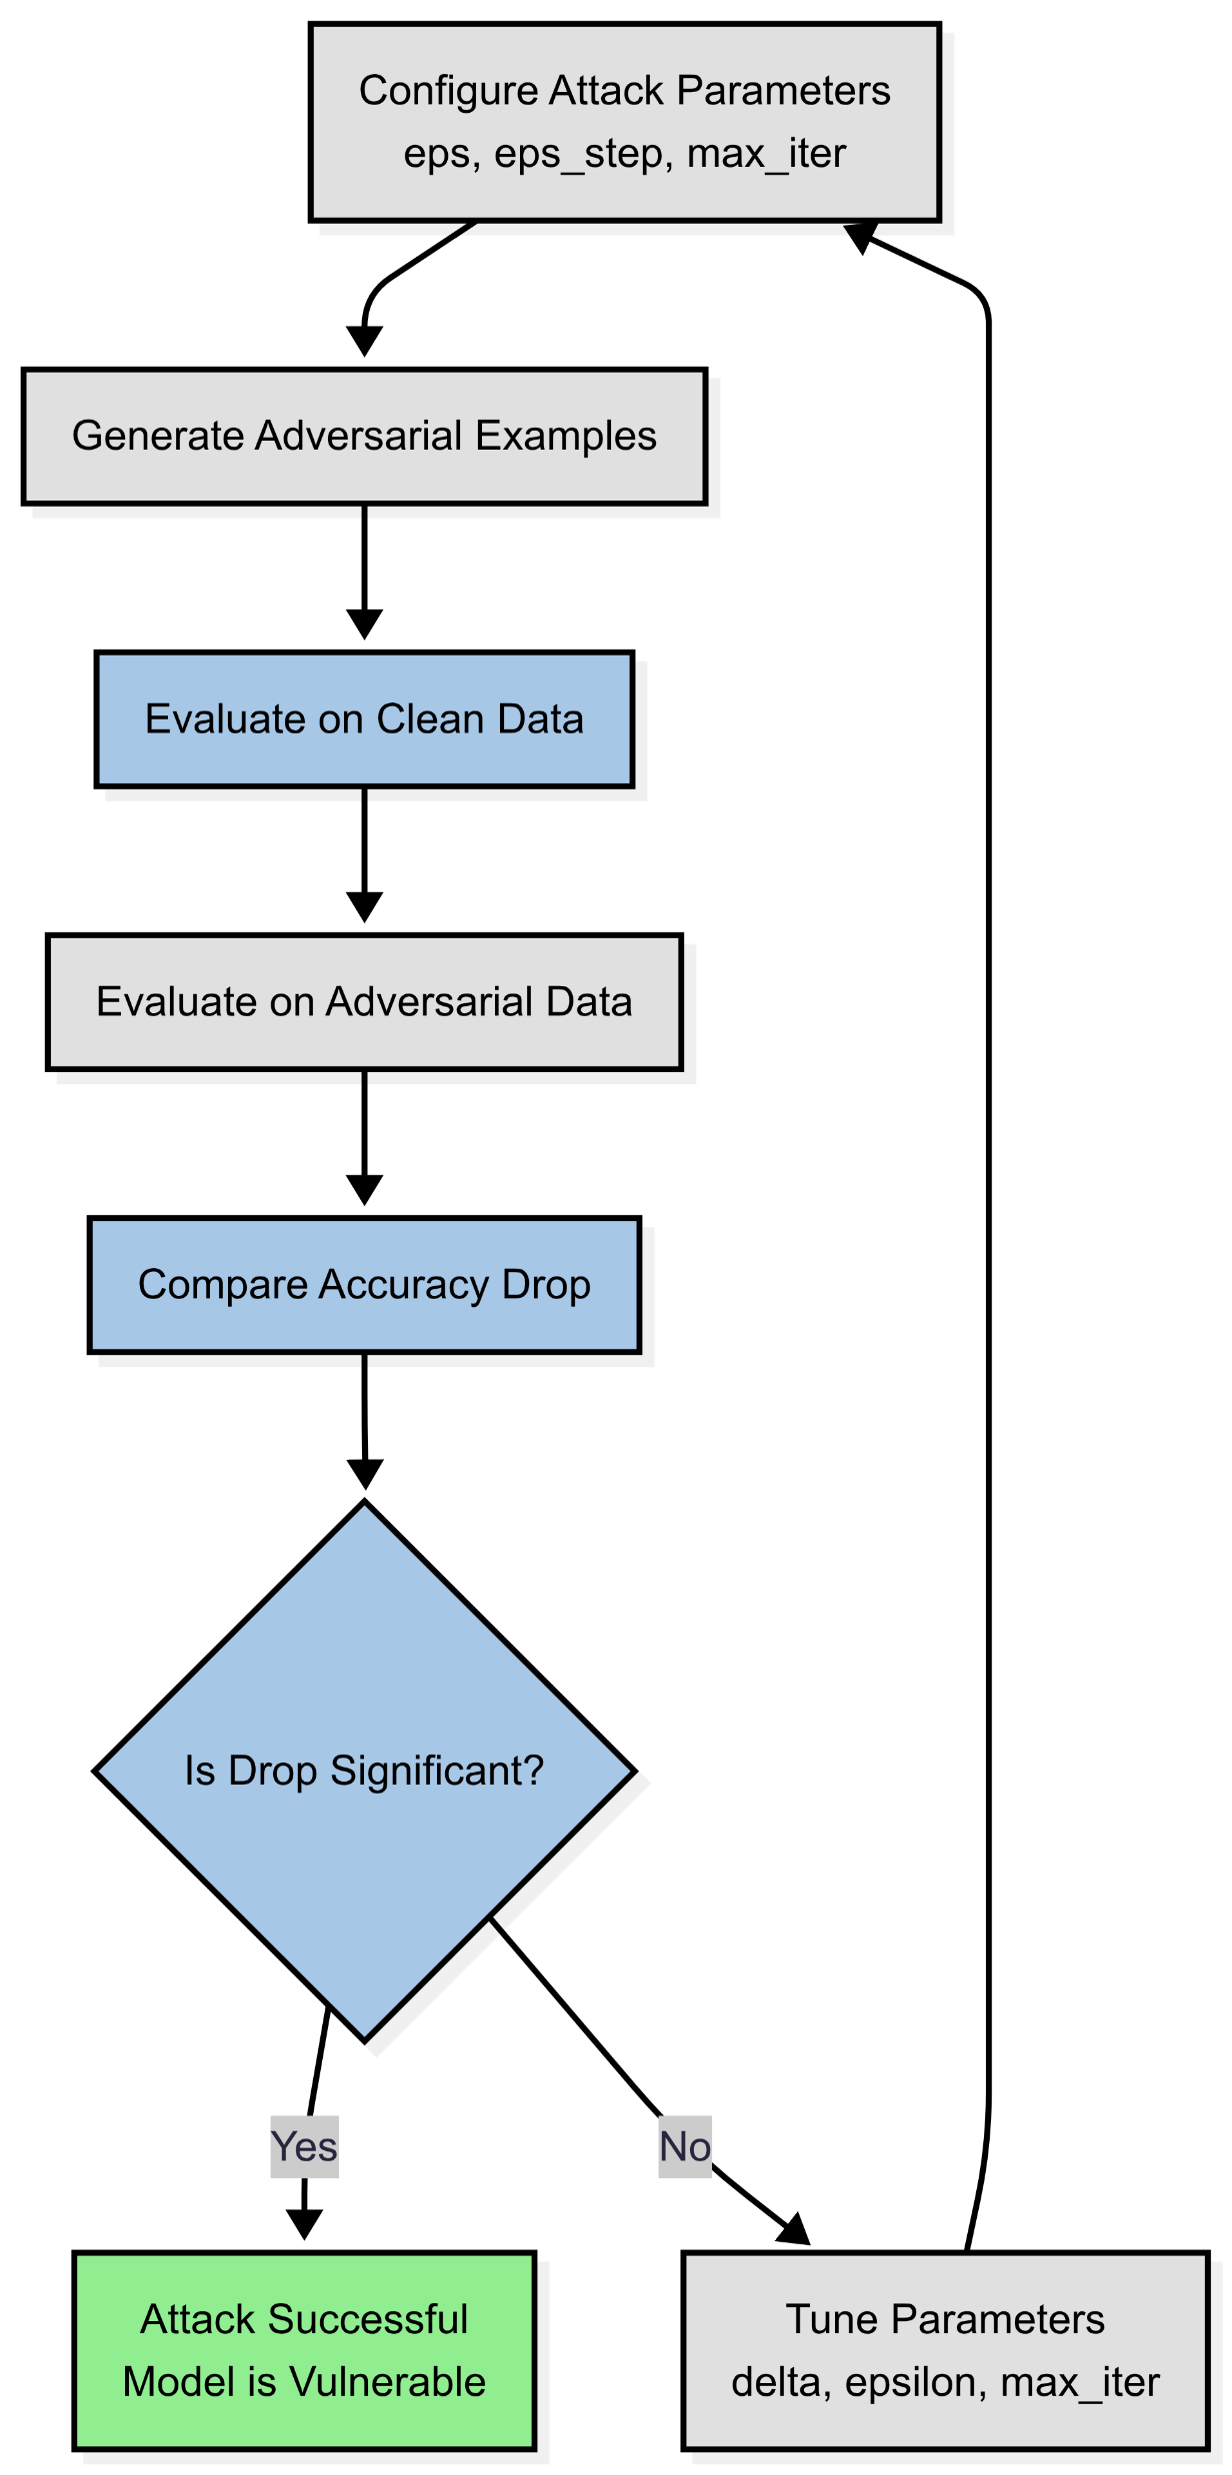 Configure Attack Parameters
eps, eps_step, max_iter
Generate Adversarial Examples
Evaluate on Clean Data
Evaluate on Adversarial Data
Compare Accuracy Drop
Is Drop Significant?
Yes
No
Attack Successful
Model is Vulnerable
Tune Parameters
delta, epsilon, max_iter